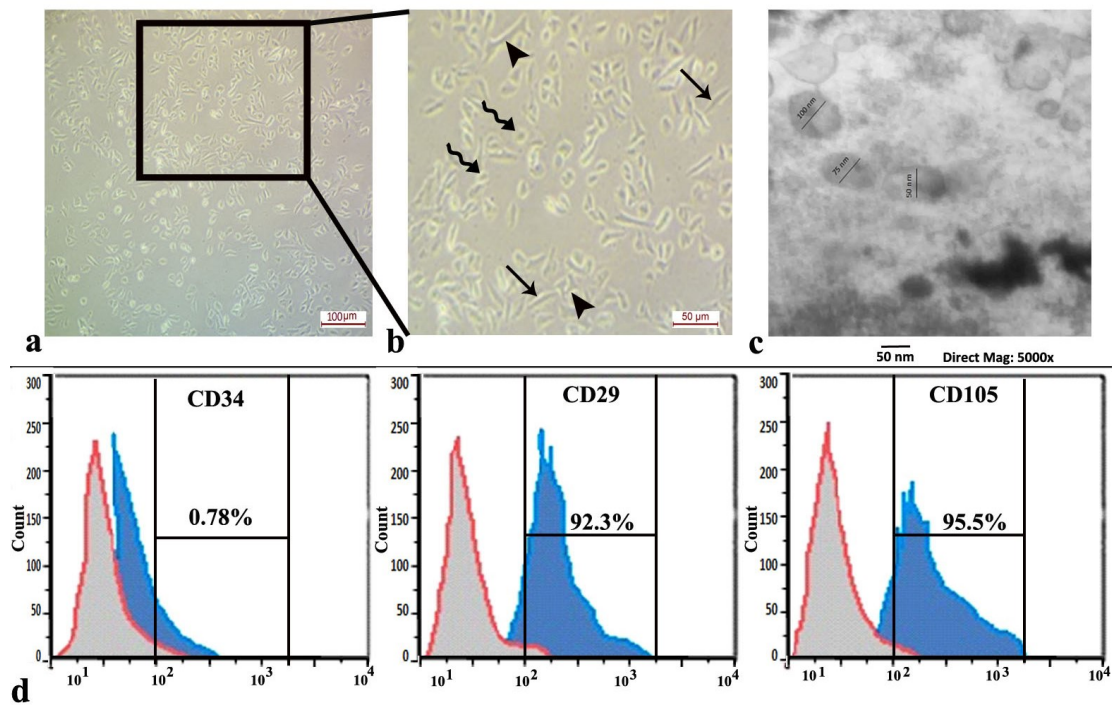 100µm
50 µm
100 nm
75 nm
50 nm
a
b
c
50 nm
Direct Mag: 5000x
300
250
200
150
100
50
0
Count
CD34
0.78%
10¹
10²
10³
10⁴
300
250
200
150
100
50
0
Count
CD29
92.3%
10¹
10²
10³
10⁴
300
250
200
150
100
50
0
Count
CD105
95.5%
10¹
10²
10³
10⁴
d